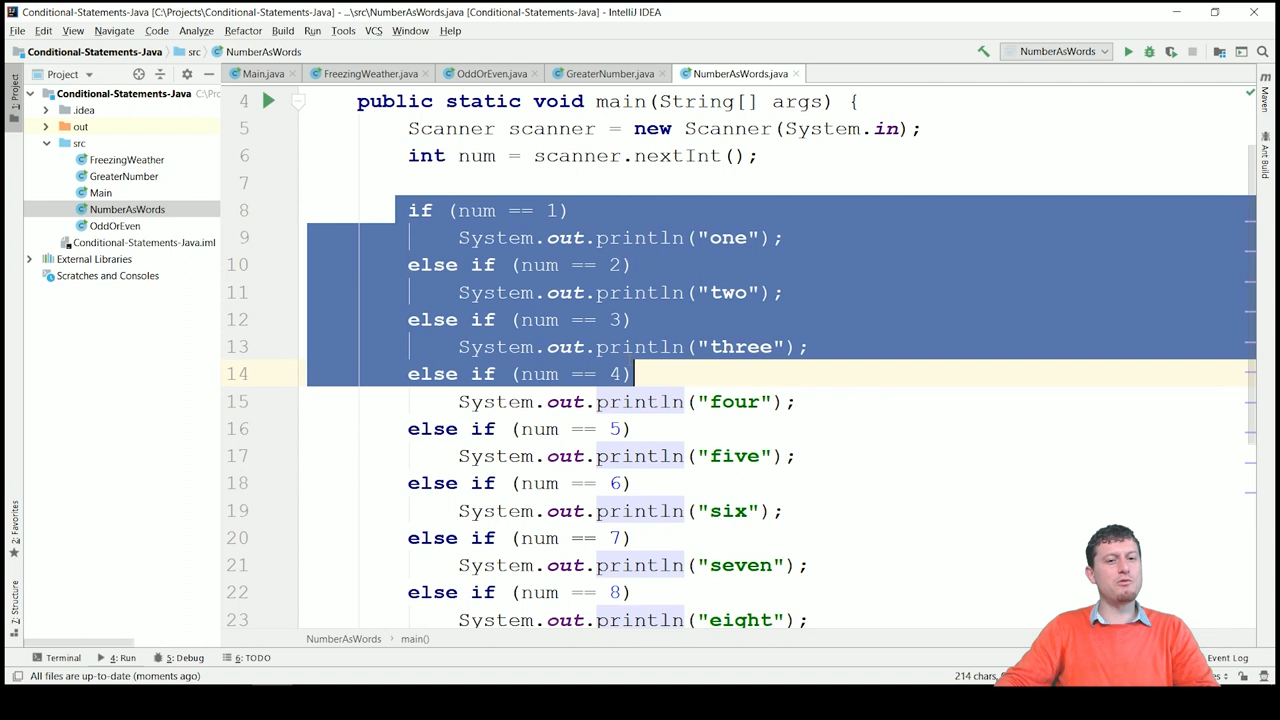 Conditional-Statements-Java [C:\Projects\Conditional-Statements-Java] - ...\src\NumberAsWords.java [Conditional-Statements-Java] - IntelliJ IDEA
File Edit View Navigate Code Analyze Refactor Build Run Tools VCS Window Help
Conditional-Statements-Java src NumberAsWords NumberAsWords
Project Main.java FreezingWeather.java OddOrEven.java GreaterNumber.java NumberAsWords.java
1: Project
Conditional-Statements-Java C:\Pro
.idea
out
src
FreezingWeather
GreaterNumber
Main
NumberAsWords
OddOrEven
Conditional-Statements-Java.iml
External Libraries
Scratches and Consoles
2: Favorites
Z: Structure
4 public static void main(String[] args) {
5 Scanner scanner = new Scanner(System.in);
6 int num = scanner.nextInt();
7
8 if (num == 1)
9 System.out.println("one");
10 else if (num == 2)
11 System.out.println("two");
12 else if (num == 3)
13 System.out.println("three");
14 else if (num == 4)
15 System.out.println("four");
16 else if (num == 5)
17 System.out.println("five");
18 else if (num == 6)
19 System.out.println("six");
20 else if (num == 7)
21 System.out.println("seven");
22 else if (num == 8)
23 System.out.println("eight");
m
Maven
Ant Build
NumberAsWords main()
Terminal 4: Run 5: Debug 6: TODO Event Log
All files are up-to-date (moments ago) 214 chars,